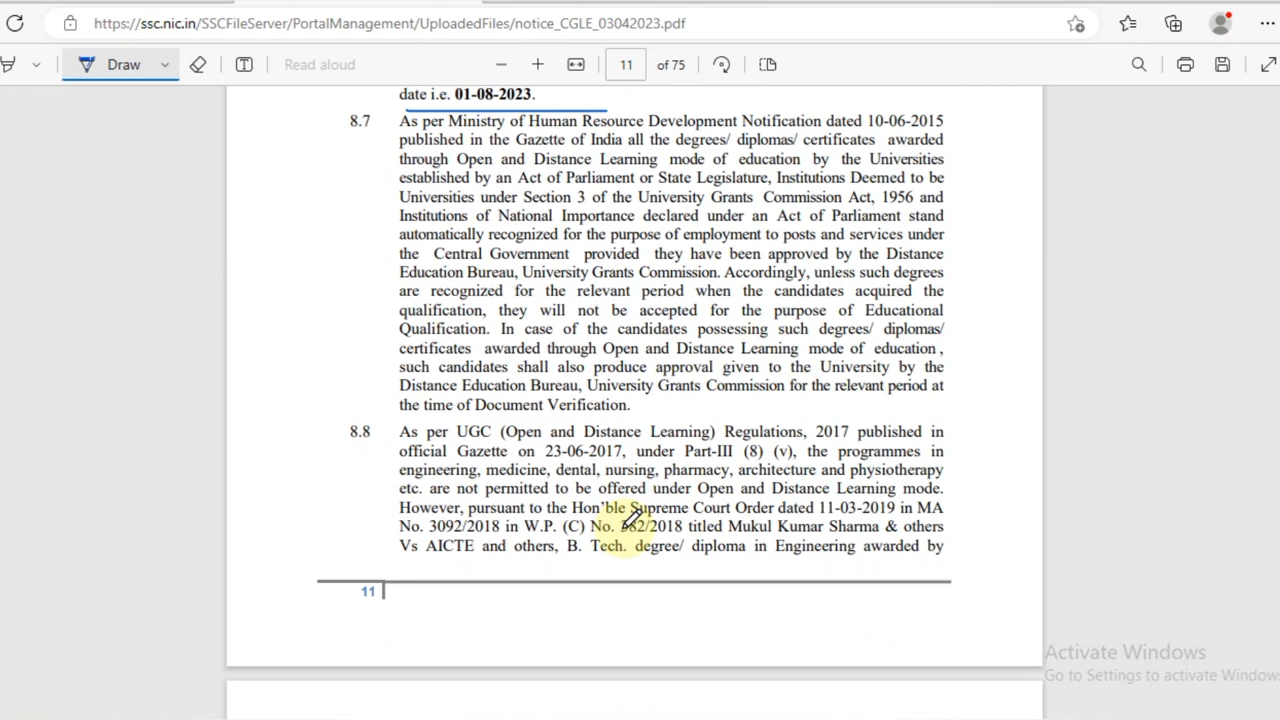 https://ssc.nic.in/SSCFileServer/PortalManagement/UploadedFiles/notice_CGLE_03042023.pdf
Draw
Read aloud
11 of 75
date i.e. 01-08-2023.
8.7 As per Ministry of Human Resource Development Notification dated 10-06-2015
published in the Gazette of India all the degrees/ diplomas/ certificates awarded
through Open and Distance Learning mode of education by the Universities
established by an Act of Parliament or State Legislature, Institutions Deemed to be
Universities under Section 3 of the University Grants Commission Act, 1956 and
Institutions of National Importance declared under an Act of Parliament stand
automatically recognized for the purpose of employment to posts and services under
the Central Government provided they have been approved by the Distance
Education Bureau, University Grants Commission. Accordingly, unless such degrees
are recognized for the relevant period when the candidates acquired the
qualification, they will not be accepted for the purpose of Educational
Qualification. In case of the candidates possessing such degrees/ diplomas/
certificates awarded through Open and Distance Learning mode of education,
such candidates shall also produce approval given to the University by the
Distance Education Bureau, University Grants Commission for the relevant period at
the time of Document Verification.
8.8 As per UGC (Open and Distance Learning) Regulations, 2017 published in
official Gazette on 23-06-2017, under Part-III (8) (v), the programmes in
engineering, medicine, dental, nursing, pharmacy, architecture and physiotherapy
etc. are not permitted to be offered under Open and Distance Learning mode.
However, pursuant to the Hon'ble Supreme Court Order dated 11-03-2019 in MA
No. 3092/2018 in W.P. (C) No. /2018 titled Mukul Kumar Sharma & others
Vs AICTE and others, B. Tech. degree/ diploma in Engineering awarded by
11
Activate Windows
Go to Settings to activate Windows